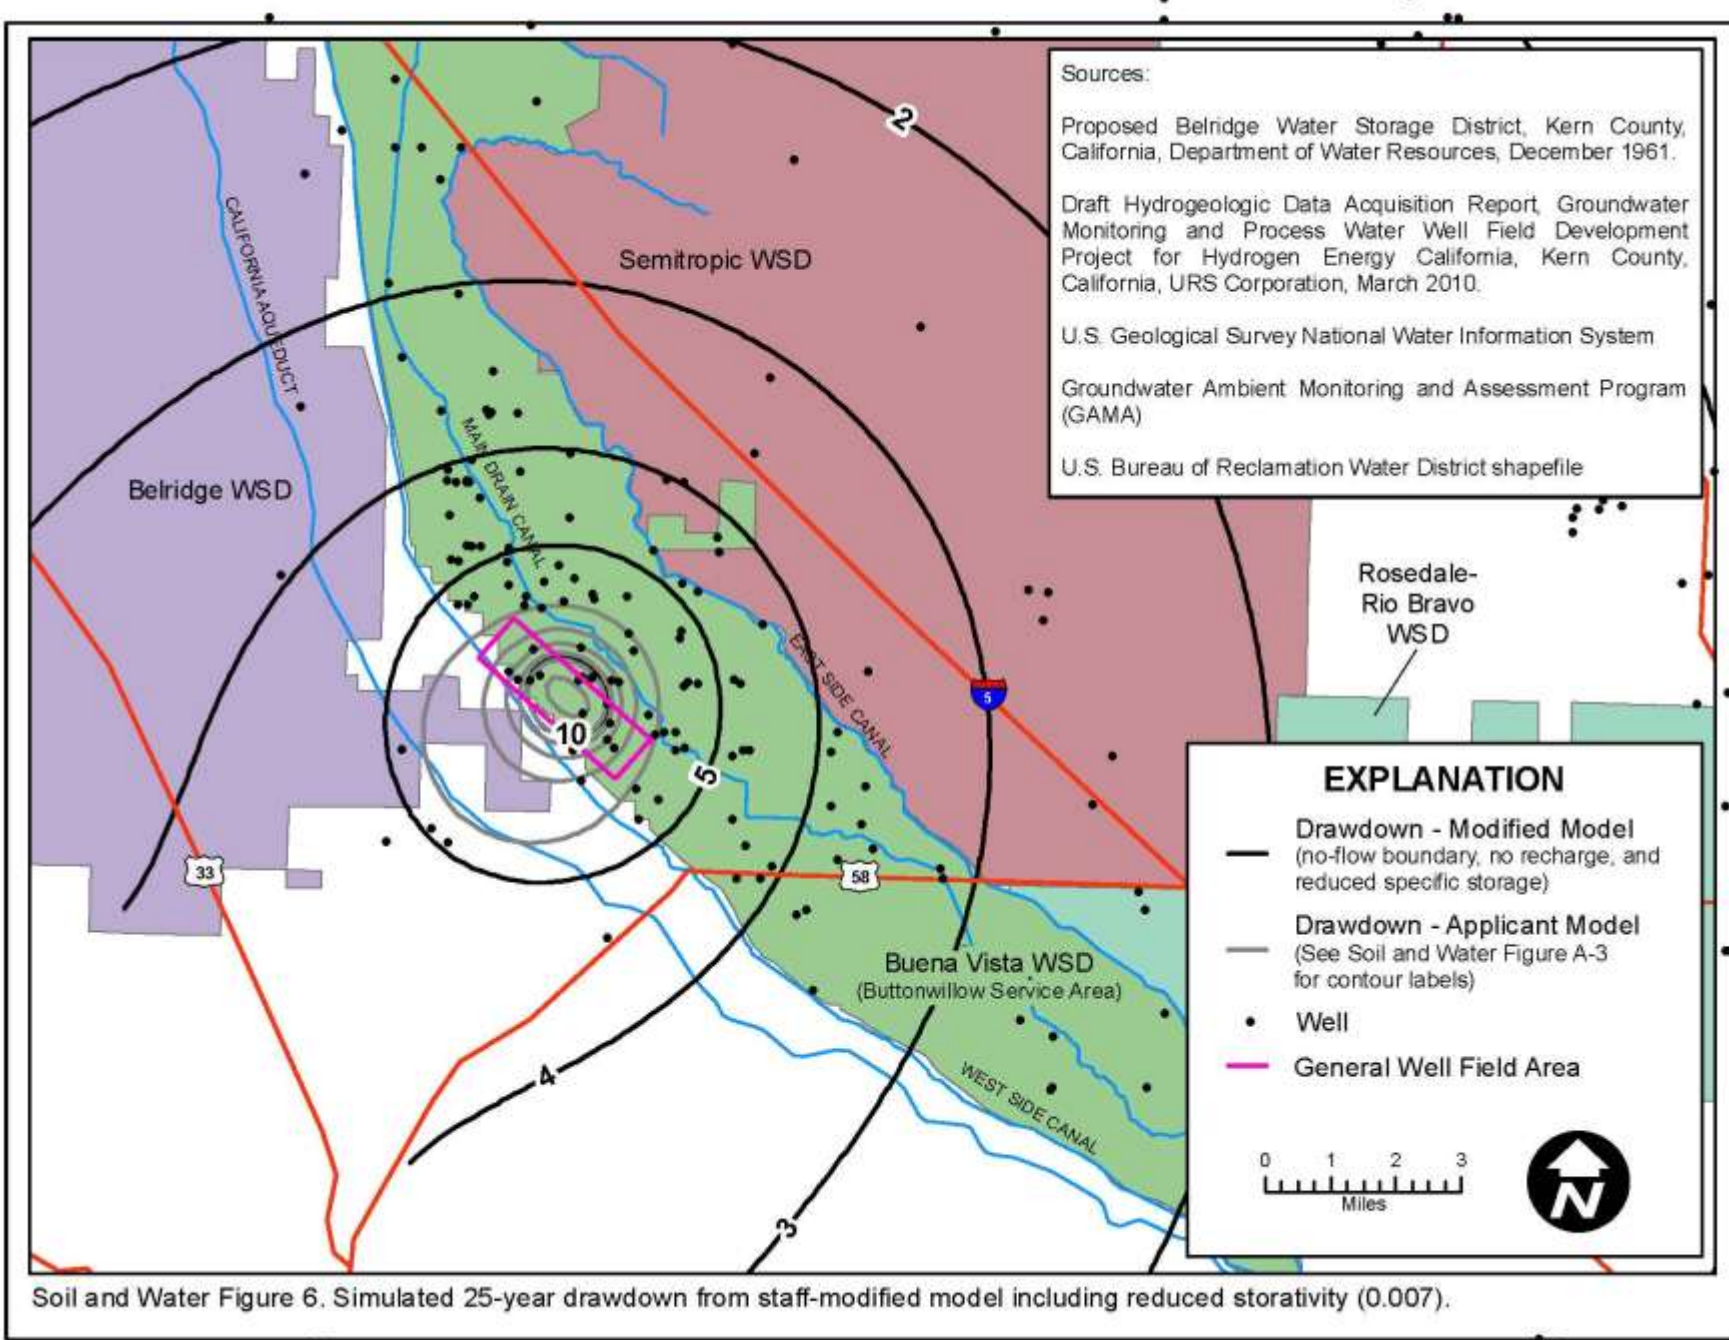 2
Sources:
Proposed Belridge Water Storage District, Kern County,
California, Department of Water Resources, December 1961.
Draft Hydrogeologic Data Acquisition Report, Groundwater
Monitoring and Process Water Well Field Development
Project for Hydrogen Energy California, Kern County,
California, URS Corporation, March 2010.
U.S. Geological Survey National Water Information System
Groundwater Ambient Monitoring and Assessment Program
(GAMA)
U.S. Bureau of Reclamation Water District shapefile
CALIFORNIA AQUEDUCT
Semitropic WSD
MAIN DRAIN CANAL
Belridge WSD
Rosedale-
Rio Bravo
WSD
EAST SIDE CANAL
5
10
5
33
58
Buena Vista WSD
(Buttonwillow Service Area)
WEST SIDE CANAL
4
3
EXPLANATION
Drawdown - Modified Model
(no-flow boundary, no recharge, and
reduced specific storage)
Drawdown - Applicant Model
(See Soil and Water Figure A-3
for contour labels)
Well
General Well Field Area
0 1 2 3
Miles
N
Soil and Water Figure 6. Simulated 25-year drawdown from staff-modified model including reduced storativity (0.007).